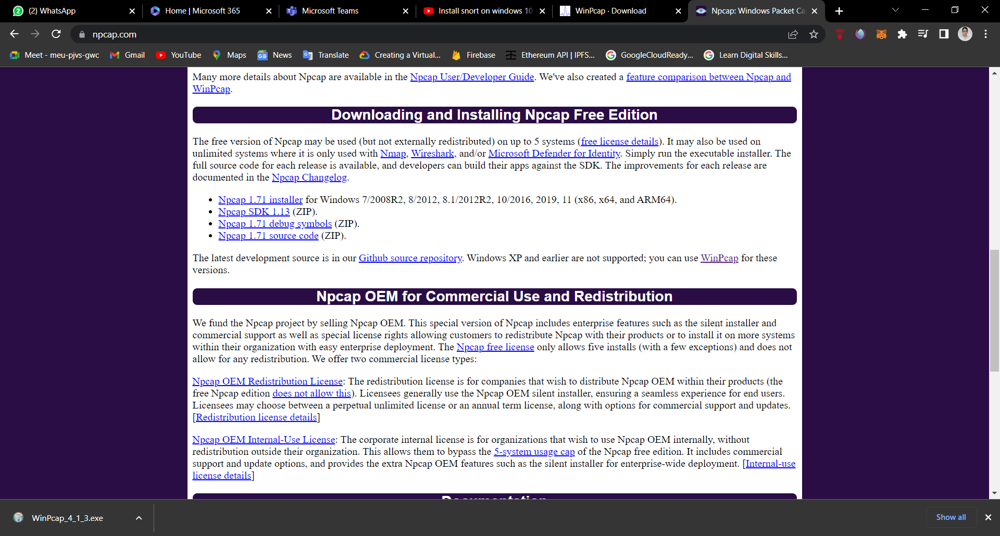 (2) WhatsApp
Home | Microsoft 365
Microsoft Teams
Install snort on windows 10
WinPcap · Download
Npcap: Windows Packet Ca
npcap.com
Meet - meu-pjvs-gwc
Gmail
YouTube
Maps
News
Translate
Creating a Virtual...
Firebase
Ethereum API | IPFS...
GoogleCloudReady...
Learn Digital Skills...
Many more details about Npcap are available in the Npcap User/Developer Guide. We've also created a feature comparison between Npcap and
WinPcap.
Downloading and Installing Npcap Free Edition
The free version of Npcap may be used (but not externally redistributed) on up to 5 systems (free license details). It may also be used on
unlimited systems where it is only used with Nmap, Wireshark, and/or Microsoft Defender for Identity. Simply run the executable installer. The
full source code for each release is available, and developers can build their apps against the SDK. The improvements for each release are
documented in the Npcap Changelog.
• Npcap 1.71 installer for Windows 7/2008R2, 8/2012, 8.1/2012R2, 10/2016, 2019, 11 (x86, x64, and ARM64).
• Npcap SDK 1.13 (ZIP).
• Npcap 1.71 debug symbols (ZIP).
• Npcap 1.71 source code (ZIP).
The latest development source is in our Github source repository. Windows XP and earlier are not supported; you can use WinPcap for these
versions.
Npcap OEM for Commercial Use and Redistribution
We fund the Npcap project by selling Npcap OEM. This special version of Npcap includes enterprise features such as the silent installer and
commercial support as well as special license rights allowing customers to redistribute Npcap with their products or to install it on more systems
within their organization with easy enterprise deployment. The Npcap free license only allows five installs (with a few exceptions) and does not
allow for any redistribution. We offer two commercial license types:
Npcap OEM Redistribution License: The redistribution license is for companies that wish to distribute Npcap OEM within their products (the
free Npcap edition does not allow this). Licensees generally use the Npcap OEM silent installer, ensuring a seamless experience for end users.
Licensees may choose between a perpetual unlimited license or an annual term license, along with options for commercial support and updates.
[Redistribution license details]
Npcap OEM Internal-Use License: The corporate internal license is for organizations that wish to use Npcap OEM internally, without
redistribution outside their organization. This allows them to bypass the 5-system usage cap of the Npcap free edition. It includes commercial
support and update options, and provides the extra Npcap OEM features such as the silent installer for enterprise-wide deployment. [Internal-use
license details]
Documentation
WinPcap_4_1_3.exe
Show all